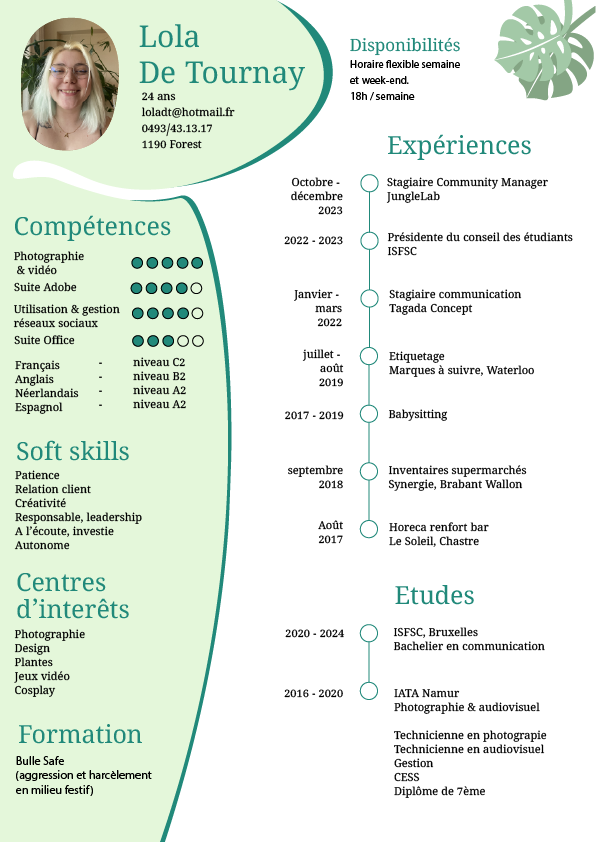 Lola
De Tournay
24 ans
loladt@hotmail.fr
0493/43.13.17
1190 Forest
Disponibilités
Horaire flexible semaine
et week-end.
18h / semaine
Compétences
Photographie
& vidéo
Suite Adobe
Utilisation & gestion
réseaux sociaux
Suite Office
Français - niveau C2
Anglais - niveau B2
Néerlandais - niveau A2
Espagnol - niveau A2
Soft skills
Patience
Relation client
Créativité
Responsable, leadership
A l'écoute, investie
Autonome
Centres
d'interêts
Photographie
Design
Plantes
Jeux vidéo
Cosplay
Formation
Bulle Safe
(aggression et harcèlement
en milieu festif)
Expériences
Octobre -
décembre
2023
Stagiaire Community Manager
JungleLab
2022 - 2023
Présidente du conseil des étudiants
ISFSC
Janvier -
mars
2022
Stagiaire communication
Tagada Concept
juillet -
août
2019
Etiquetage
Marques à suivre, Waterloo
2017 - 2019
Babysitting
septembre
2018
Inventaires supermarchés
Synergie, Brabant Wallon
Août
2017
Horeca renfort bar
Le Soleil, Chastre
Etudes
2020 - 2024
ISFSC, Bruxelles
Bachelier en communication
2016 - 2020
IATA Namur
Photographie & audiovisuel
Technicienne en photograpie
Technicienne en audiovisuel
Gestion
CESS
Diplôme de 7ème